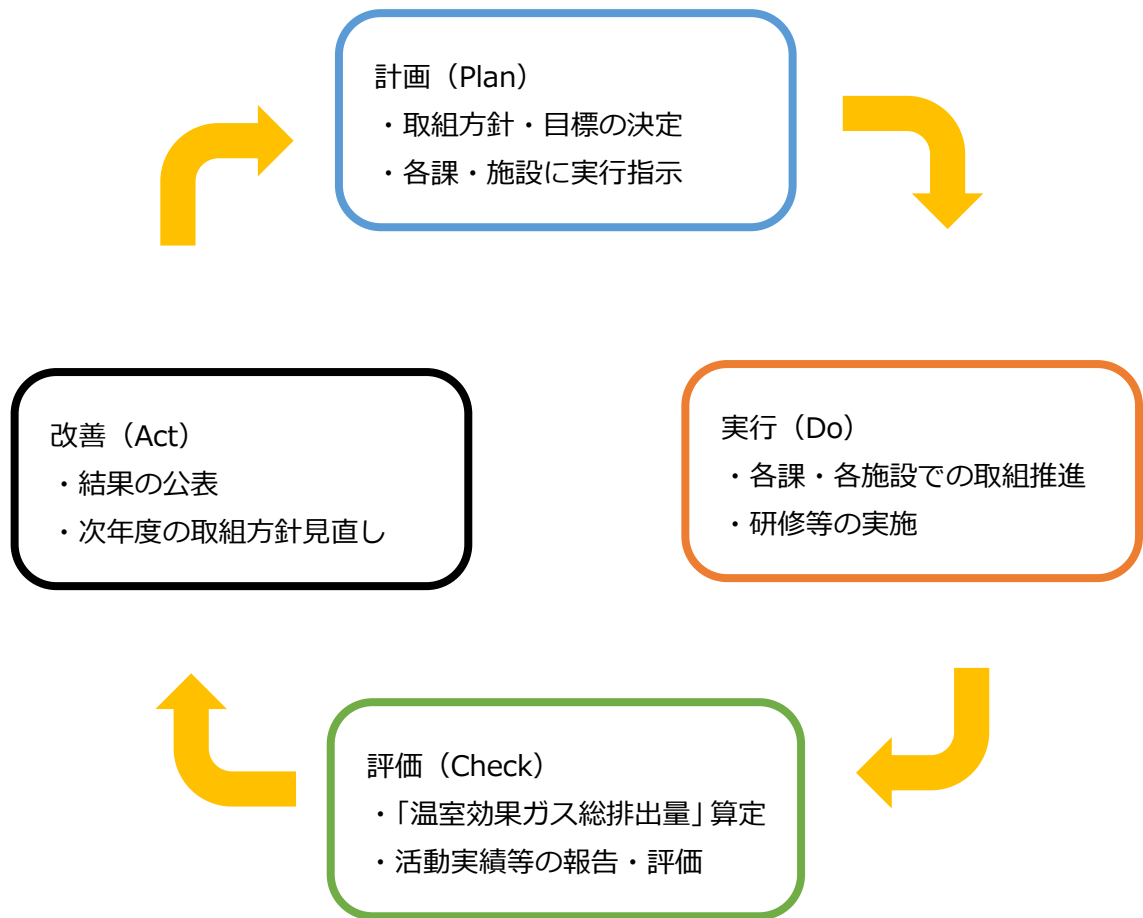 計画（Plan）
・取組方針・目標の決定
・各課・施設に実行指示
改善（Act）
・結果の公表
・次年度の取組方針見直し
実行（Do）
・各課・各施設での取組推進
・研修等の実施
評価（Check）
・「温室効果ガス総排出量」算定
・活動実績等の報告・評価